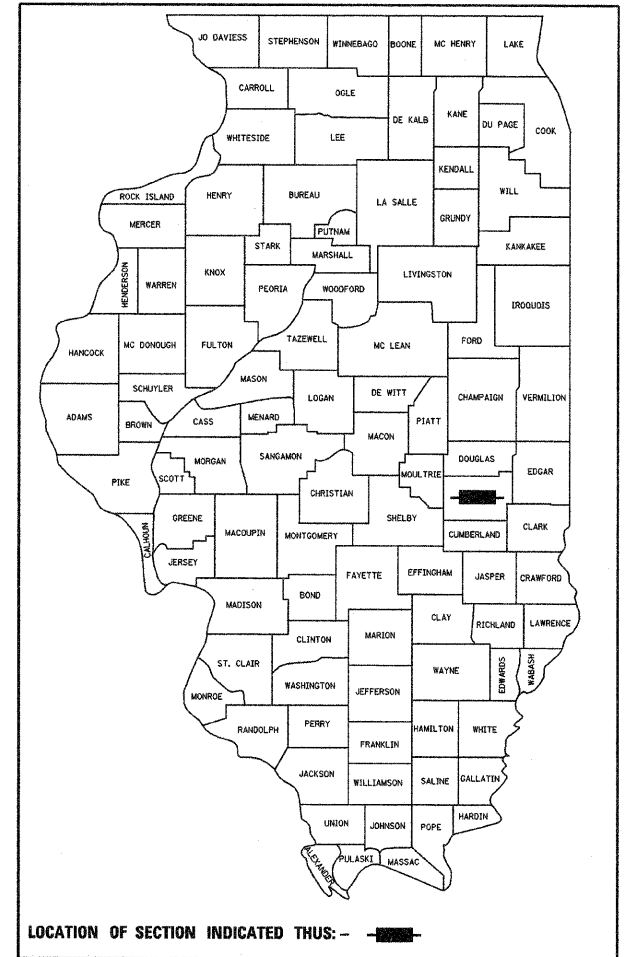 JO DAVIESS
STEPHENSON
WINNEBAGO
BOONE
MC HENRY
LAKE
CARROLL
OGLE
DE KALB
KANE
DU PAGE
COOK
WHITESIDE
LEE
KENDALL
WILL
ROCK ISLAND
HENRY
BUREAU
LA SALLE
GRUNDY
MERCER
PUTNAM
STARK
MARSHALL
KANKAKEE
HENDERSON
WARREN
KNOX
PEORIA
WOODFORD
LIVINGSTON
IROQUOIS
HANCOCK
MC DONOUGH
FULTON
TAZEWELL
MC LEAN
FORD
SCHUYLER
MASON
LOGAN
DE WITT
CHAMPAIGN
VERMILION
ADAMS
BROWN
CASS
MENARD
MACON
PIATT
PIKE
SCOTT
MORGAN
SANGAMON
CHRISTIAN
MOULTRIE
DOUGLAS
EDGAR
CALHOUN
GREENE
MACOUPIN
MONTGOMERY
SHELBY
CUMBERLAND
CLARK
JERSEY
FAYETTE
EFFINGHAM
JASPER
CRAWFORD
MADISON
BOND
CLAY
RICHLAND
LAWRENCE
CLINTON
MARION
ST. CLAIR
WAYNE
EDWARDS
WABASH
MONROE
WASHINGTON
JEFFERSON
RANDOLPH
PERRY
HAMILTON
WHITE
FRANKLIN
JACKSON
WILLIAMSON
SALINE
GALLATIN
UNION
JOHNSON
POPE
HARDIN
ALEXANDER
PULASKI
MASSAC
LOCATION OF SECTION INDICATED THUS: –